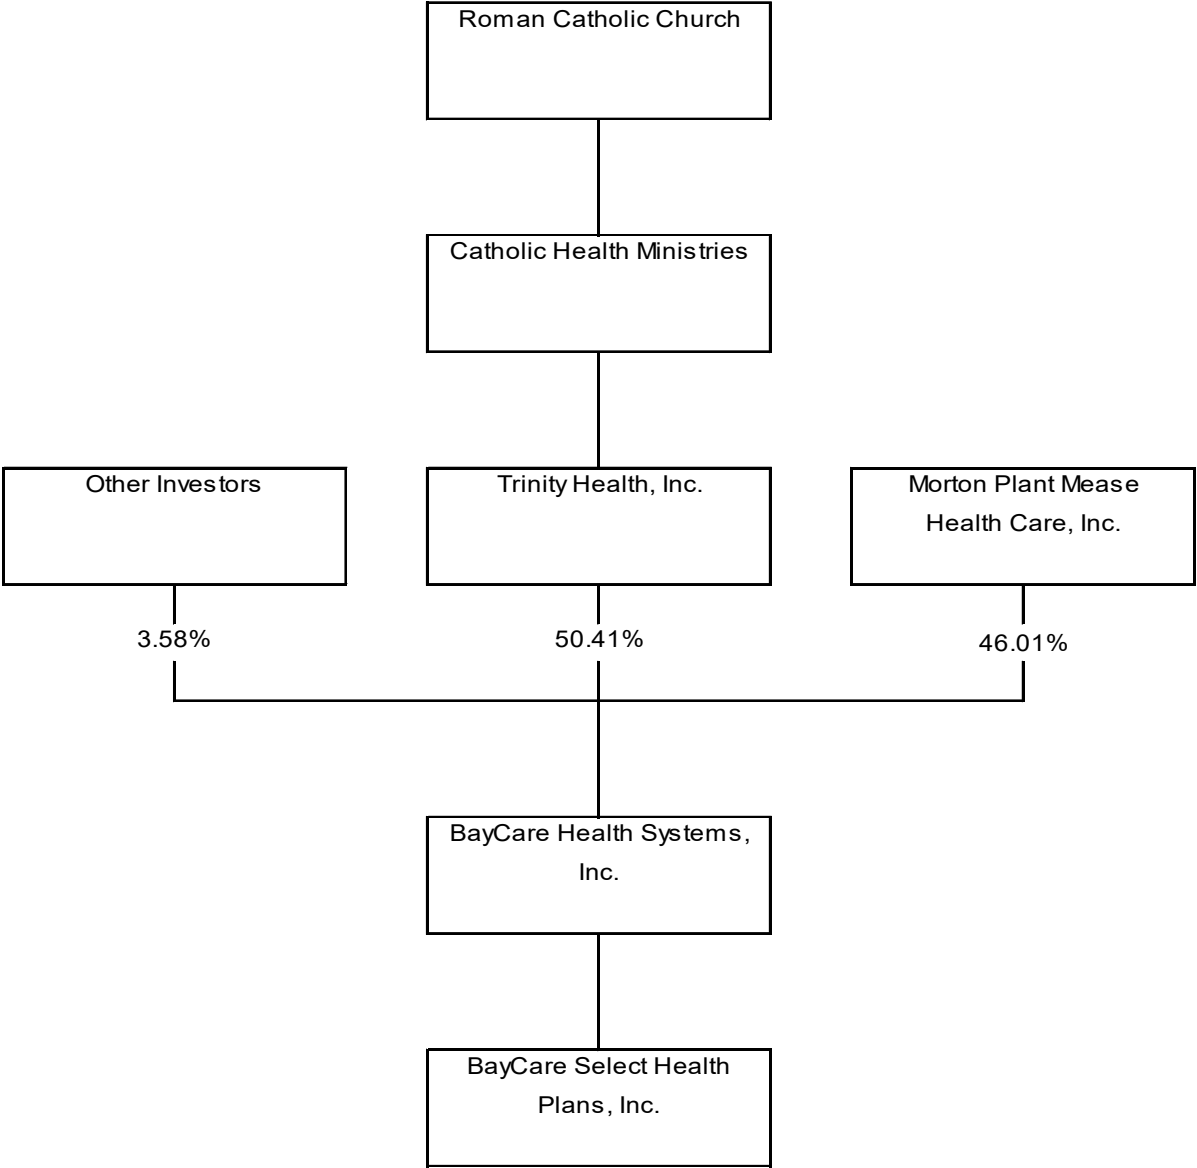 Roman Catholic Church
Catholic Health Ministries
Other Investors
Trinity Health, Inc.
Morton Plant Mease
Health Care, Inc.
3.58%
50.41%
46.01%
BayCare Health Systems,
Inc.
BayCare Select Health
Plans, Inc.